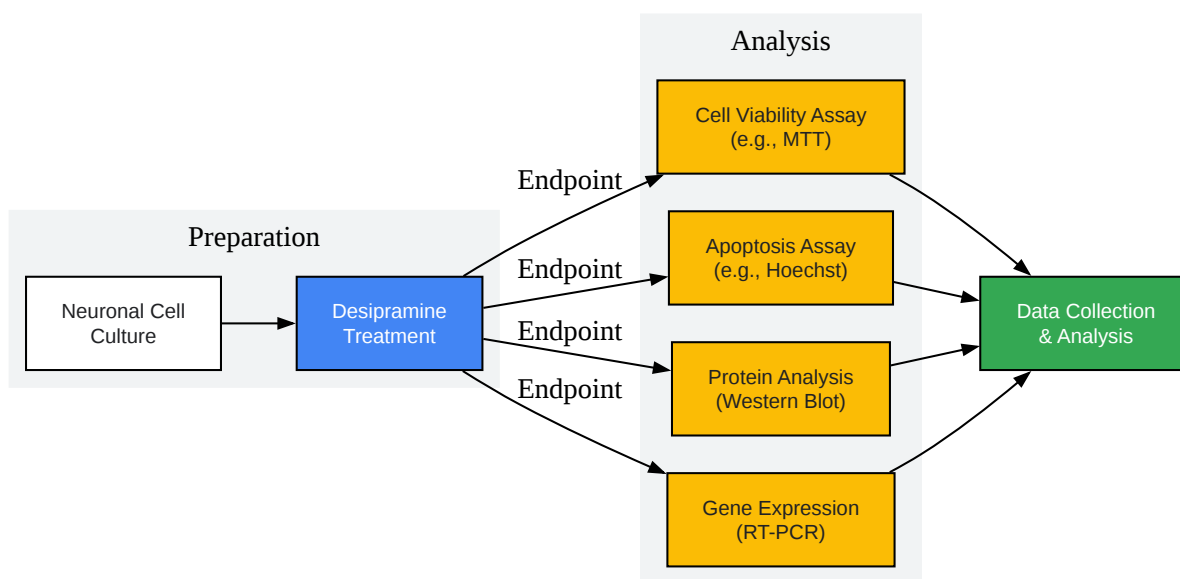 Preparation
Neuronal Cell
Culture
Desipramine
Treatment
Endpoint
Endpoint
Endpoint
Endpoint
Analysis
Cell Viability Assay
(e.g., MTT)
Apoptosis Assay
(e.g., Hoechst)
Protein Analysis
(Western Blot)
Gene Expression
(RT-PCR)
Data Collection
& Analysis